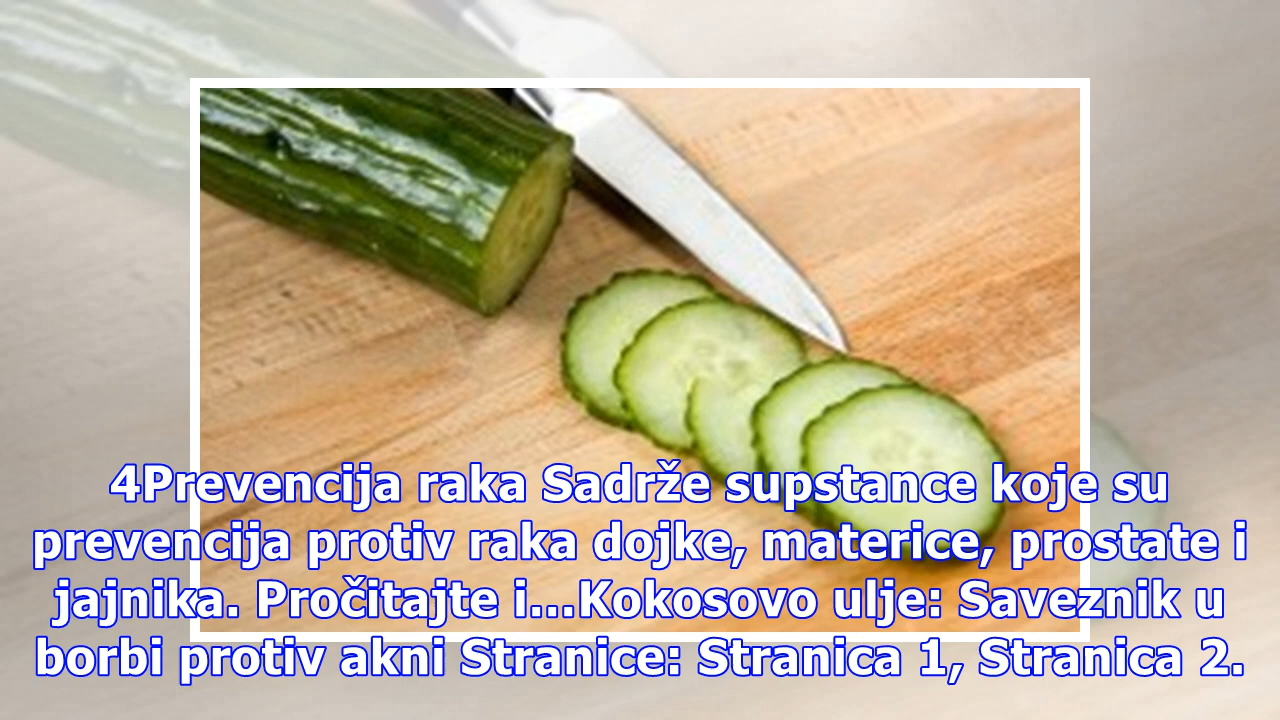 4Prevencija raka Sadrže supstance koje su
prevencija protiv raka dojke, materice, prostate i
jajnika. Pročitajte i...Kokosovo ulje: Saveznik u
borbi protiv akni Stranice: Stranica 1, Stranica 2.